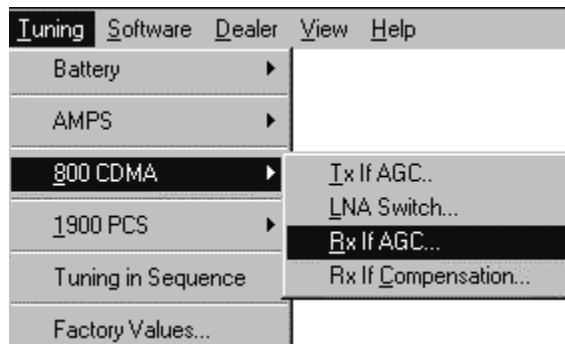 Tuning Software Dealer View Help
Battery
AMPS
800 CDMA
1900 PCS
Tuning in Sequence
Factory Values...
Tx If AGC..
LNA Switch...
Rx If AGC...
Rx If Compensation...